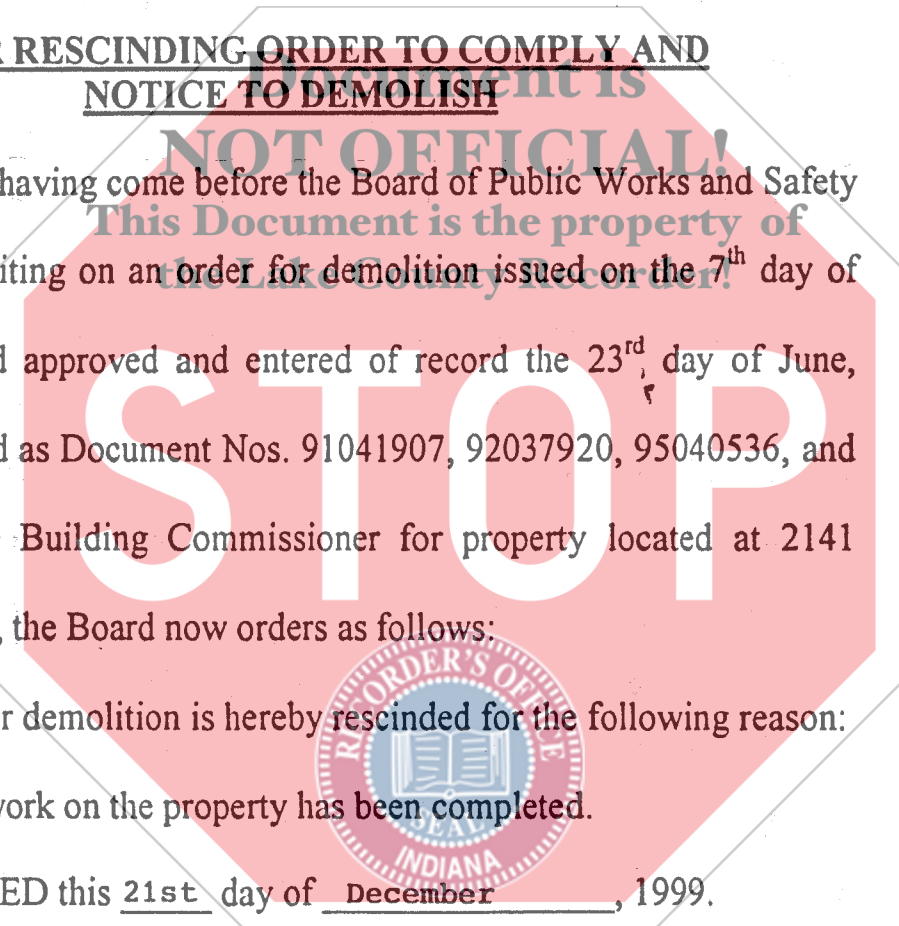 RESCINDING ORDER TO COMPLY AND
NOTICE TO DEMOLISH
Document is
NOT OFFICIAL!
This Document is the property of
the Lake County Recorder!
having come before the Board of Public Works and Safety
iting on an order for demolition issued on the 7th day of
approved and entered of record the 23rd, day of June,
as Document Nos. 91041907, 92037920, 95040536, and
Building Commissioner for property located at 2141
, the Board now orders as follows:
r demolition is hereby rescinded for the following reason:
work on the property has been completed.
ED this 21st day of December, 1999.
STOP
RECORDER'S OFFICE
SEAL
INDIANA